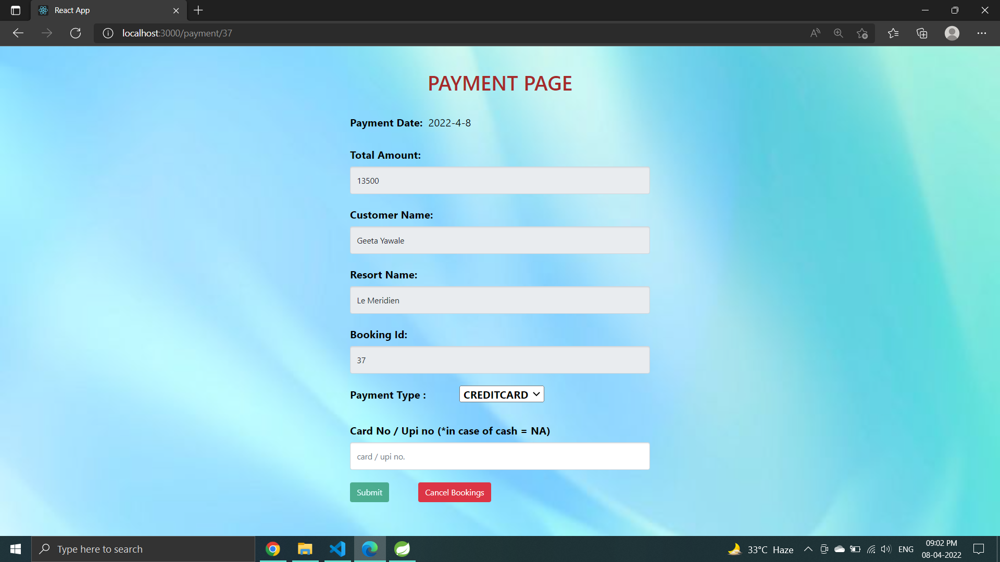 React App
localhost:3000/payment/37
PAYMENT PAGE
Payment Date: 2022-4-8
Total Amount:
13500
Customer Name:
Geeta Yawale
Resort Name:
Le Meridien
Booking Id:
37
Payment Type : CREDITCARD
Card No / Upi no (*in case of cash = NA)
card / upi no.
Submit Cancel Bookings
Type here to search
33°C Haze
ENG
09:02 PM
08-04-2022